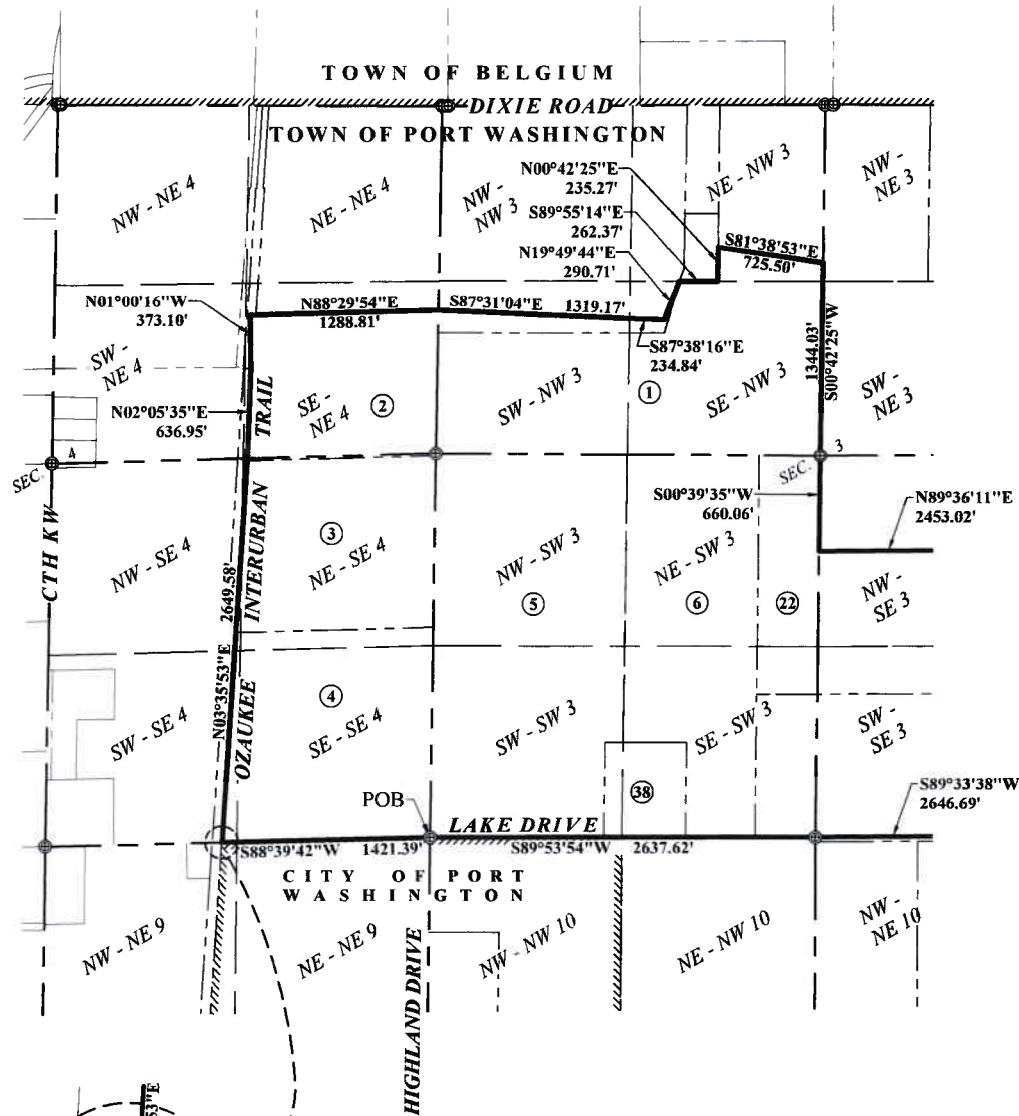 TOWN OF BELGIUM
DIXIE ROAD
TOWN OF PORT WASHINGTON
NW - NE 4
NE - NE 4
NW -
NW 3
NE - NW 3
NW -
NE 3
N00°42'25"E
235.27'
S89°55'14"E
262.37'
N19°49'44"E
290.71'
S81°38'53"E
725.50'
N01°00'16"W
373.10'
N88°29'54"E
1288.81'
S87°31'04"E 1319.17'
S87°38'16"E
234.84'
1344.03'
S00°42'25"W
SW -
NE 4
N02°05'35"E
636.95'
TRAIL
SE -
NE 4
2
SW - NW 3
1
SE - NW 3
SW -
NE 3
SEC. 4
SEC. 3
CTH KW
S00°39'35"W
660.06'
N89°36'11"E
2453.02'
NW - SE 4
2649.58'
INTERURBAN
3
NE - SE 4
NW - SW 3
5
NE - SW 3
6
22
NW -
SE 3
N03°35'53"E
OZAUKEE
4
SW - SE 4
SE - SE 4
SW - SW 3
SE - SW 3
SW -
SE 3
38
POB
LAKE DRIVE
S89°33'38"W
2646.69'
S88°39'42"W 1421.39'
S89°53'54"W 2637.62'
CITY OF PORT
WASHINGTON
NW - NE 9
NE - NE 9
HIGHLAND DRIVE
NW - NW 10
NE - NW 10
NW -
NE 10
53"E